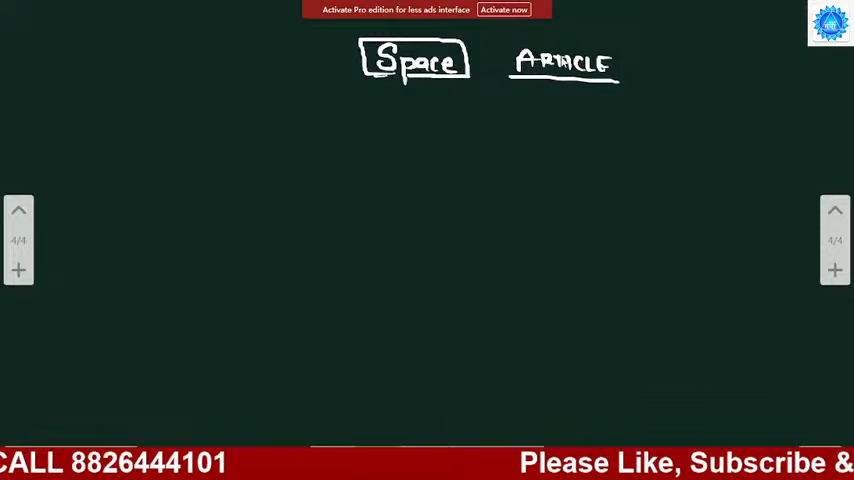 Activate Pro edition for less ads interface Activate now
Space ARTICLE
4/4 4/4
CALL 8826444101 Please Like, Subscribe &